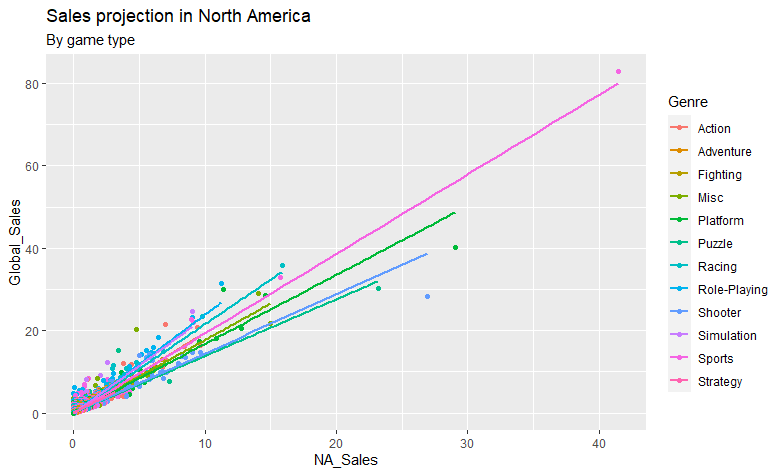 Sales projection in North America
By game type
Global_Sales
80
60
40
20
0
0 10 20 30 40
NA_Sales
Genre
Action
Adventure
Fighting
Misc
Platform
Puzzle
Racing
Role-Playing
Shooter
Simulation
Sports
Strategy